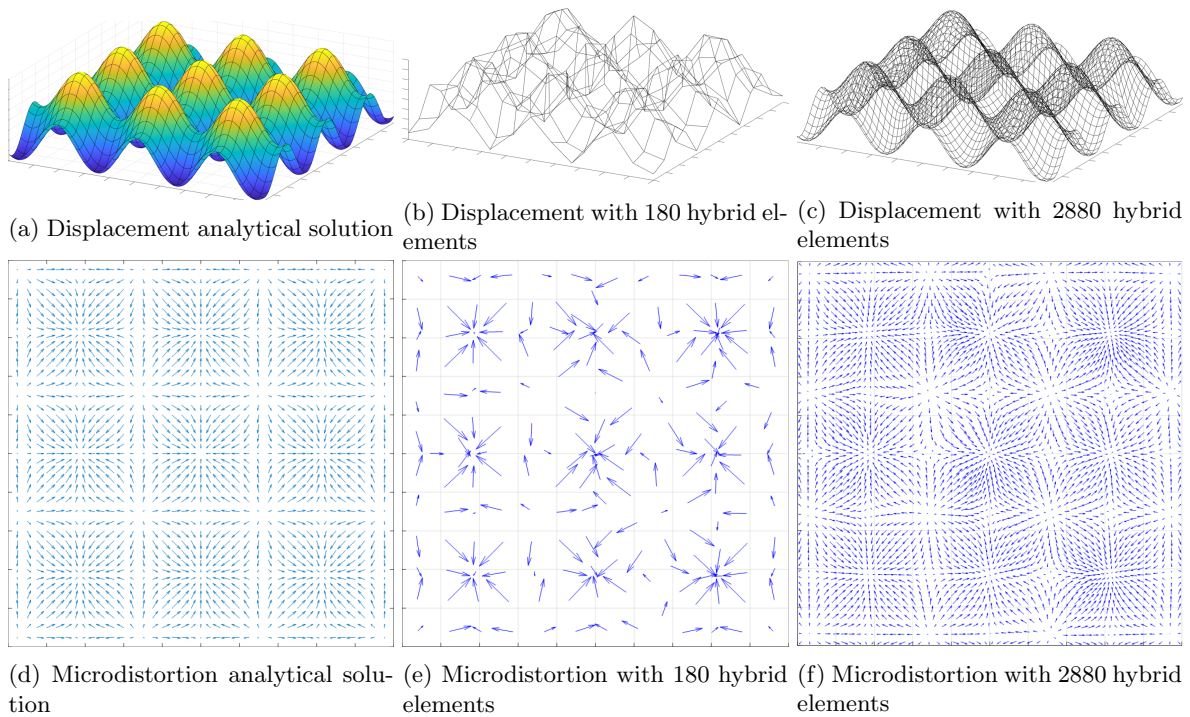 (a) Displacement analytical solution
(b) Displacement with 180 hybrid el-
ements
(c) Displacement with 2880 hybrid
elements
(d) Microdistortion analytical solu-
tion
(e) Microdistortion with 180 hybrid
elements
(f) Microdistortion with 2880 hybrid
elements